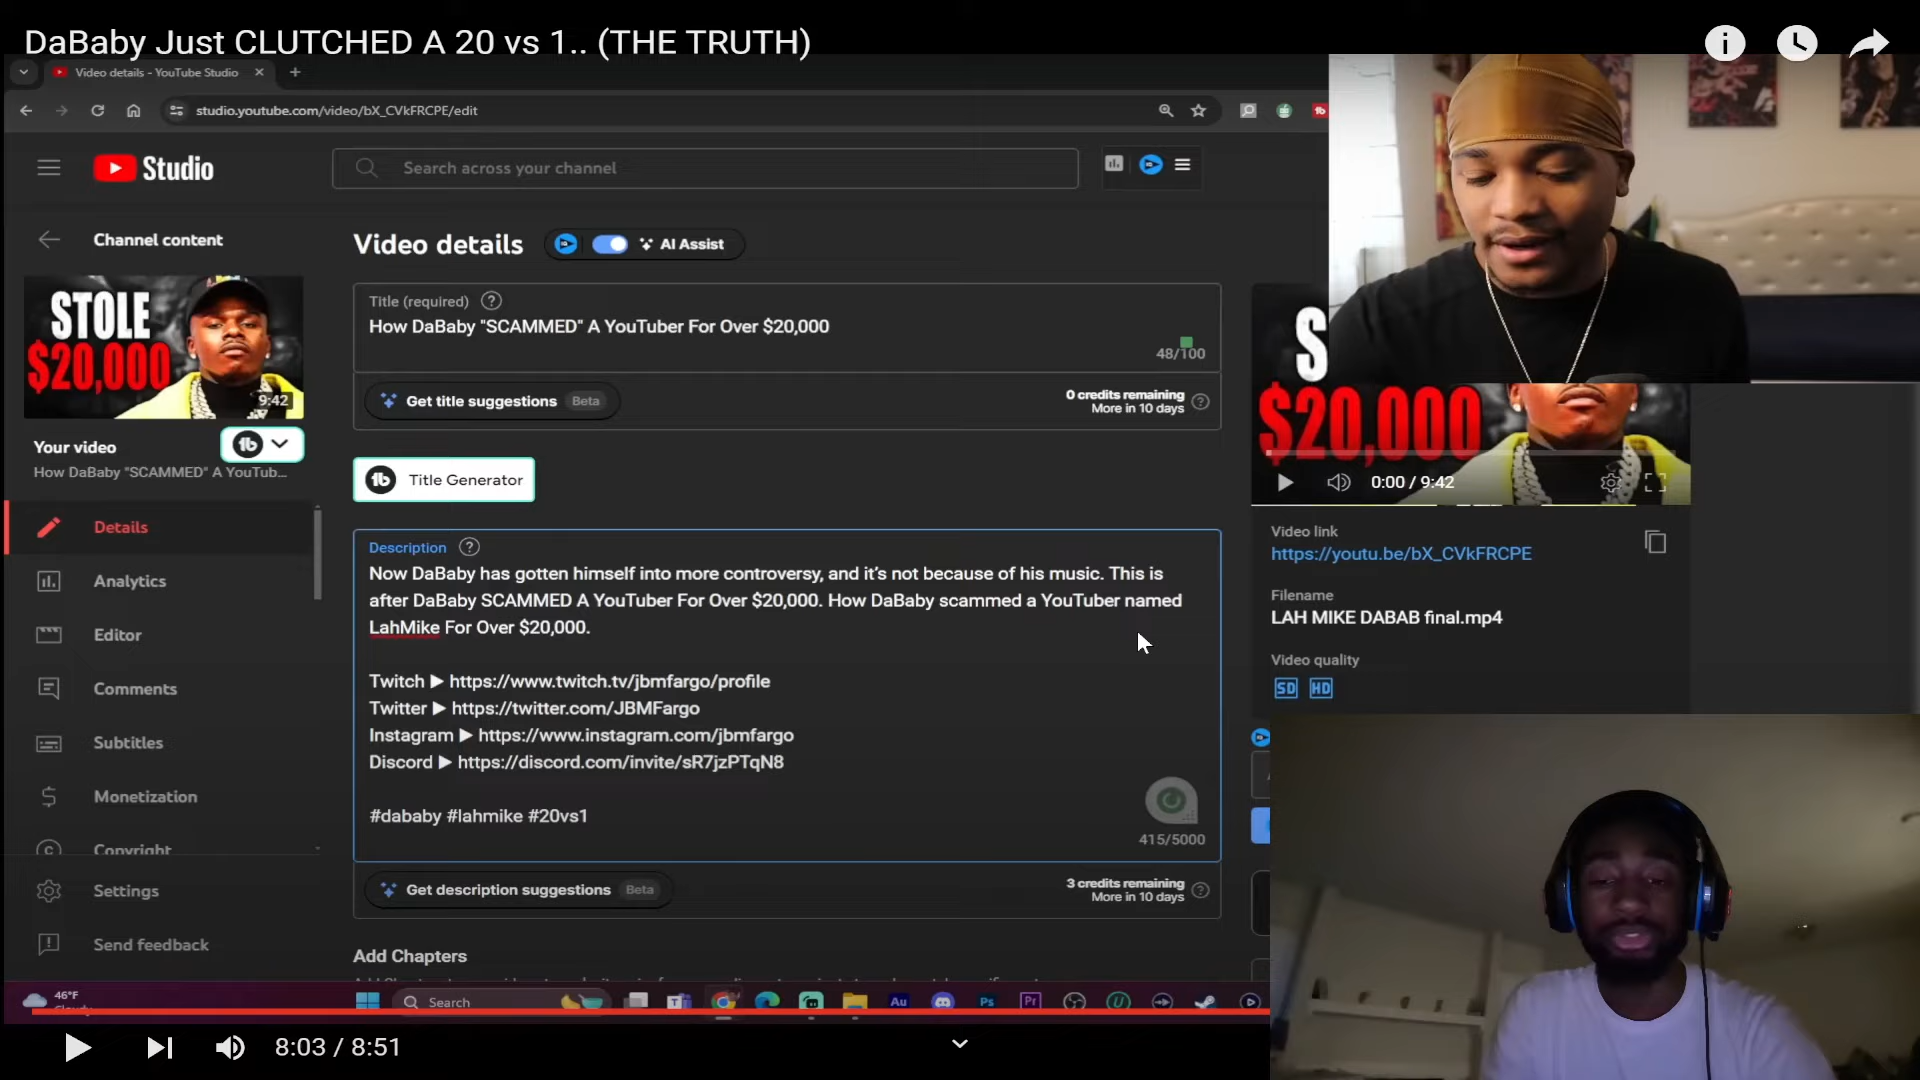 DaBaby Just CLUTCHED A 20 vs 1.. (THE TRUTH)
Video details - YouTube Studio
studio.youtube.com/video/bX_CVkFRCPE/edit
Studio
Search across your channel
Channel content
Video details
AI Assist
STOLE
$20,000
9:42
Your video
How DaBaby "SCAMMED" A YouTub...
Title (required)
How DaBaby "SCAMMED" A YouTuber For Over $20,000
48/100
Get title suggestions Beta
0 credits remaining
More in 10 days
Title Generator
Details
Analytics
Editor
Comments
Subtitles
Monetization
Copyright
Settings
Send feedback
Description
Now DaBaby has gotten himself into more controversy, and it's not because of his music. This is
after DaBaby SCAMMED A YouTuber For Over $20,000. How DaBaby scammed a YouTuber named
LahMike For Over $20,000.
Twitch ▶ https://www.twitch.tv/jbmfargo/profile
Twitter ▶ https://twitter.com/JBMFargo
Instagram ▶ https://www.instagram.com/jbmfargo
Discord ▶ https://discord.com/invite/sR7jzPTqN8
#dababy #lahmike #20vs1
415/5000
Get description suggestions Beta
3 credits remaining
More in 10 days
Add Chapters
S
$20,000
0:00 / 9:42
Video link
https://youtu.be/bX_CVkFRCPE
Filename
LAH MIKE DABAB final.mp4
Video quality
SD HD
46°F
Cloudy
Search
Au
Ps
Pr
8:03 / 8:51